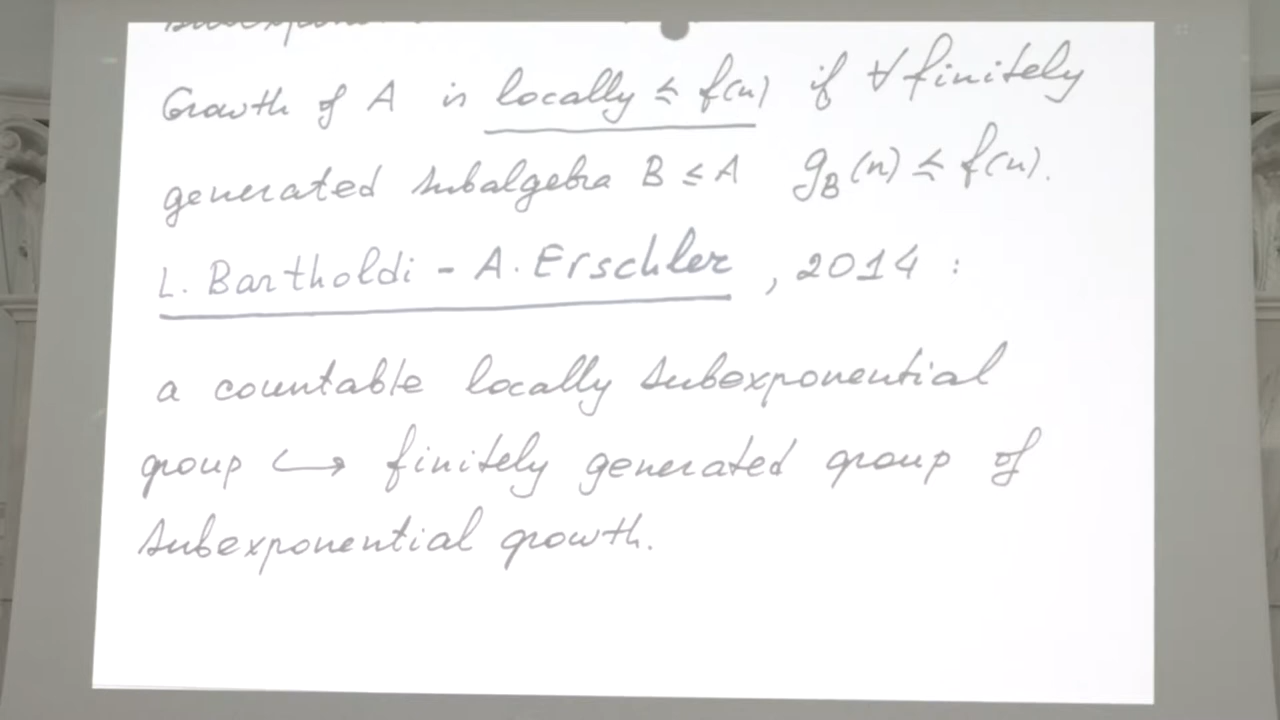 Growth of A is locally ≤ f(n) if ∀ finitely
generated subalgebra B ≤ A g_B(n) ≤ f(n).
L. Bartholdi - A. Erschler, 2014 :
a countable locally subexponential
group ↪ finitely generated group of
subexponential growth.